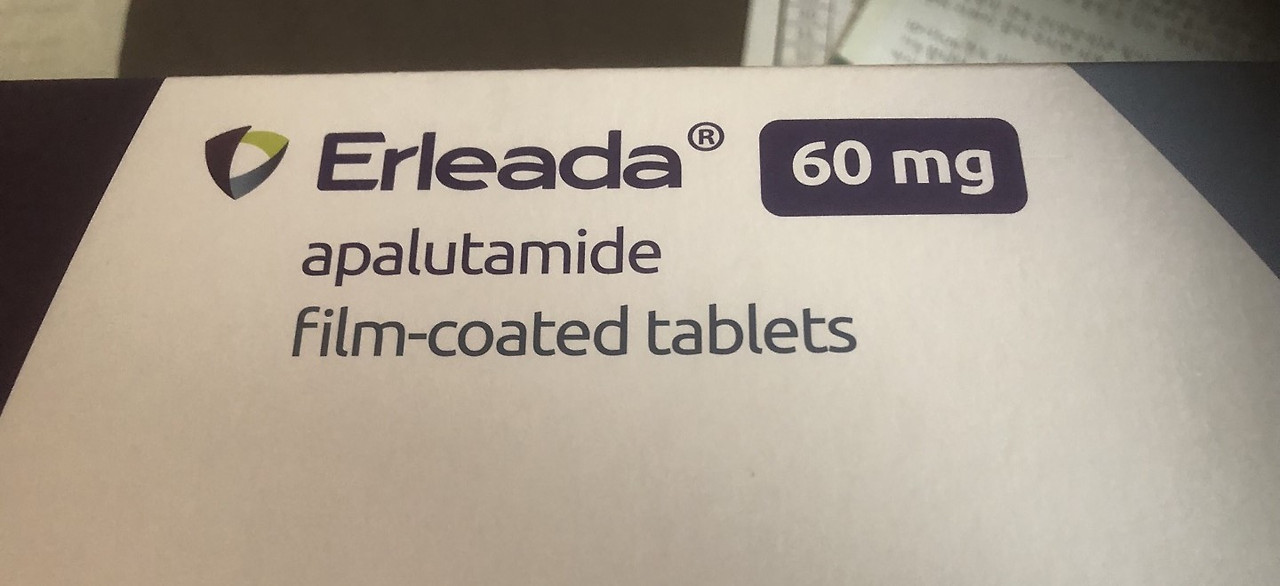 Erleada® 60 mg
apalutamide
film-coated tablets